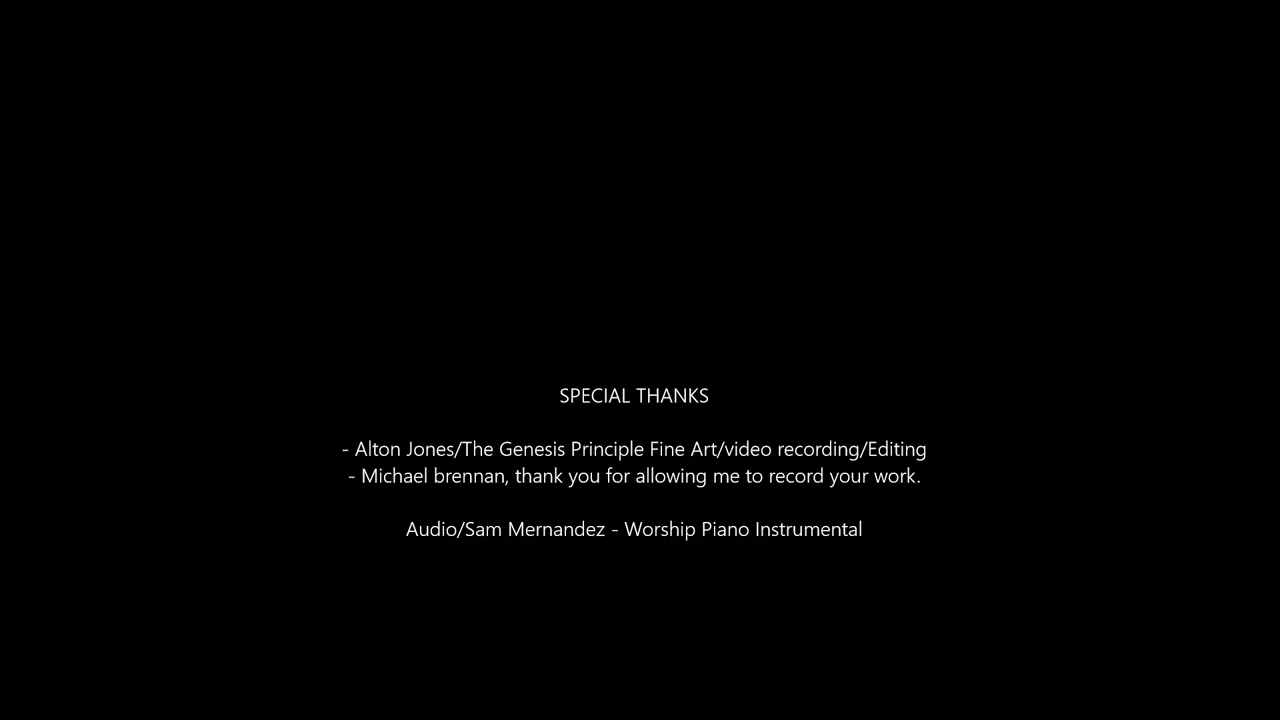 SPECIAL THANKS
- Alton Jones/The Genesis Principle Fine Art/video recording/Editing
- Michael brennan, thank you for allowing me to record your work.
Audio/Sam Mernandez - Worship Piano Instrumental